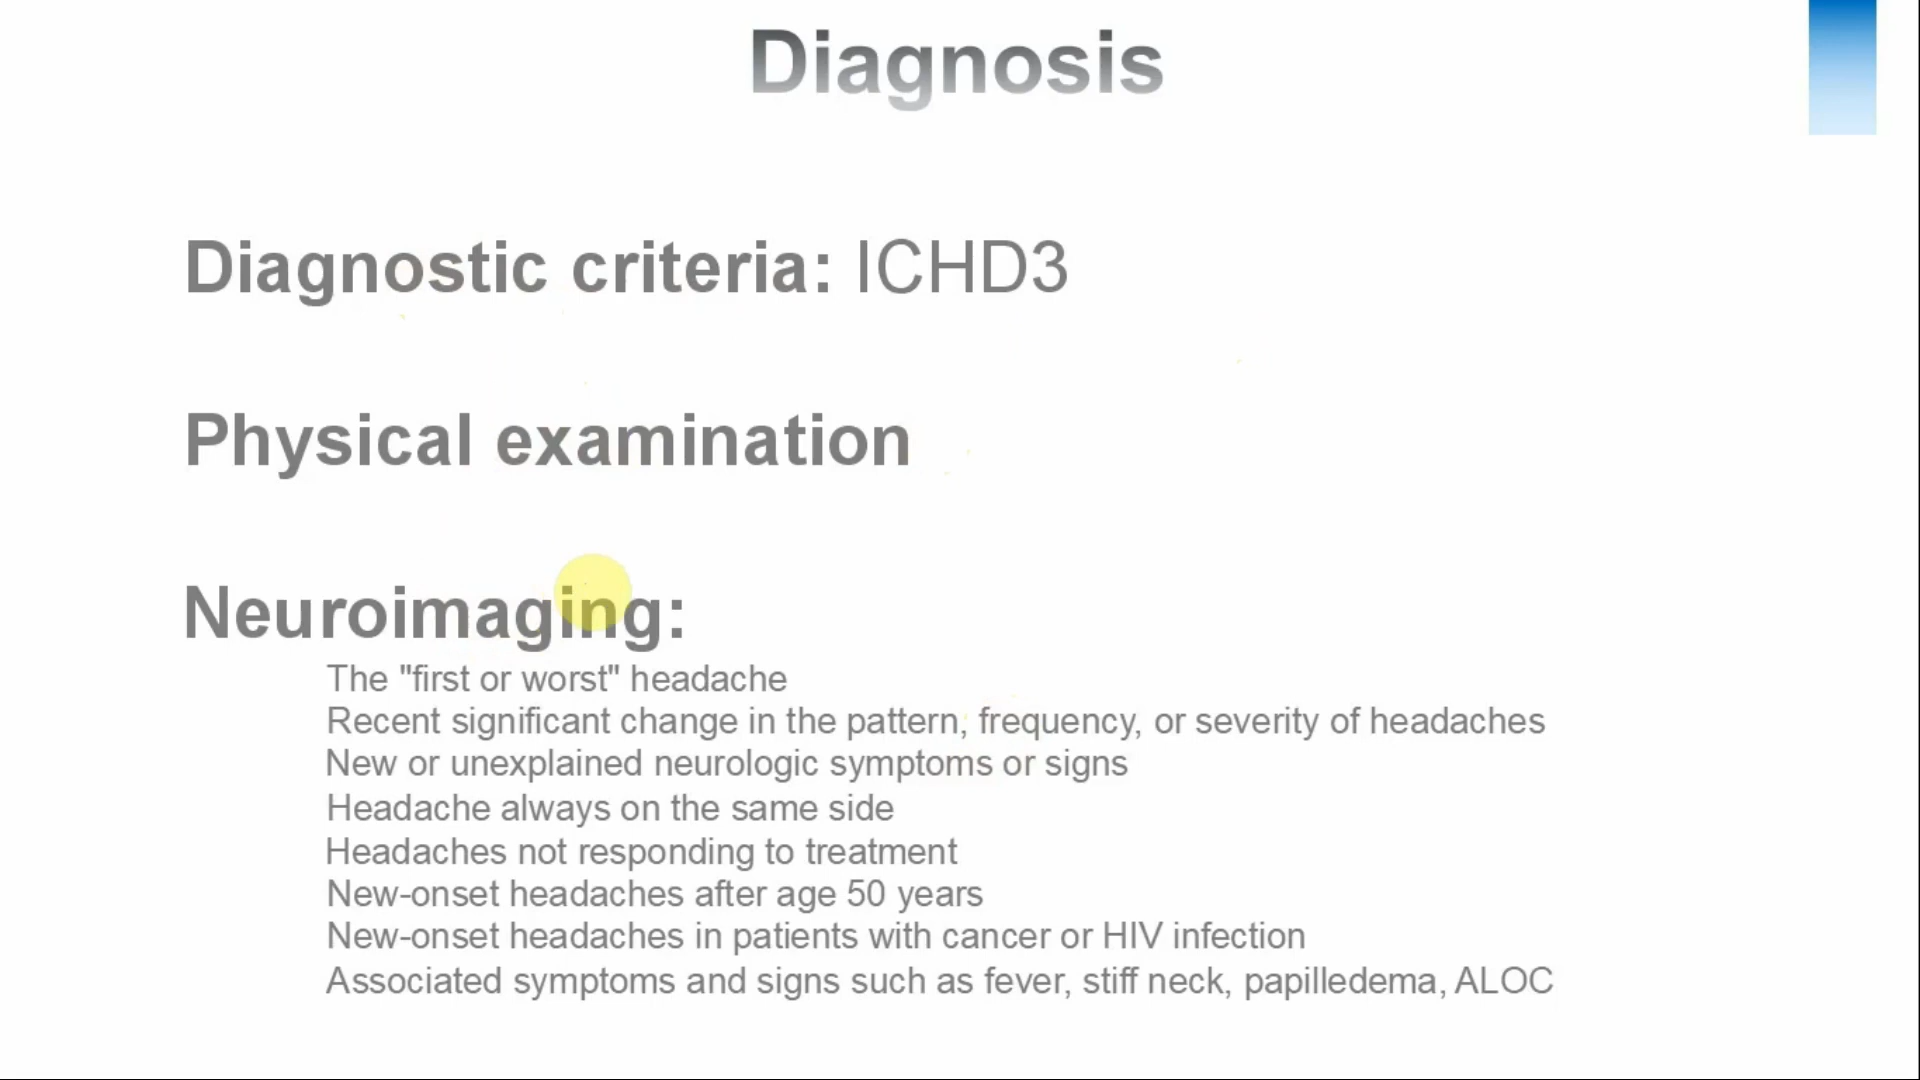 Diagnosis
Diagnostic criteria: ICHD3
Physical examination
Neuroimaging:
The "first or worst" headache
Recent significant change in the pattern, frequency, or severity of headaches
New or unexplained neurologic symptoms or signs
Headache always on the same side
Headaches not responding to treatment
New-onset headaches after age 50 years
New-onset headaches in patients with cancer or HIV infection
Associated symptoms and signs such as fever, stiff neck, papilledema, ALOC